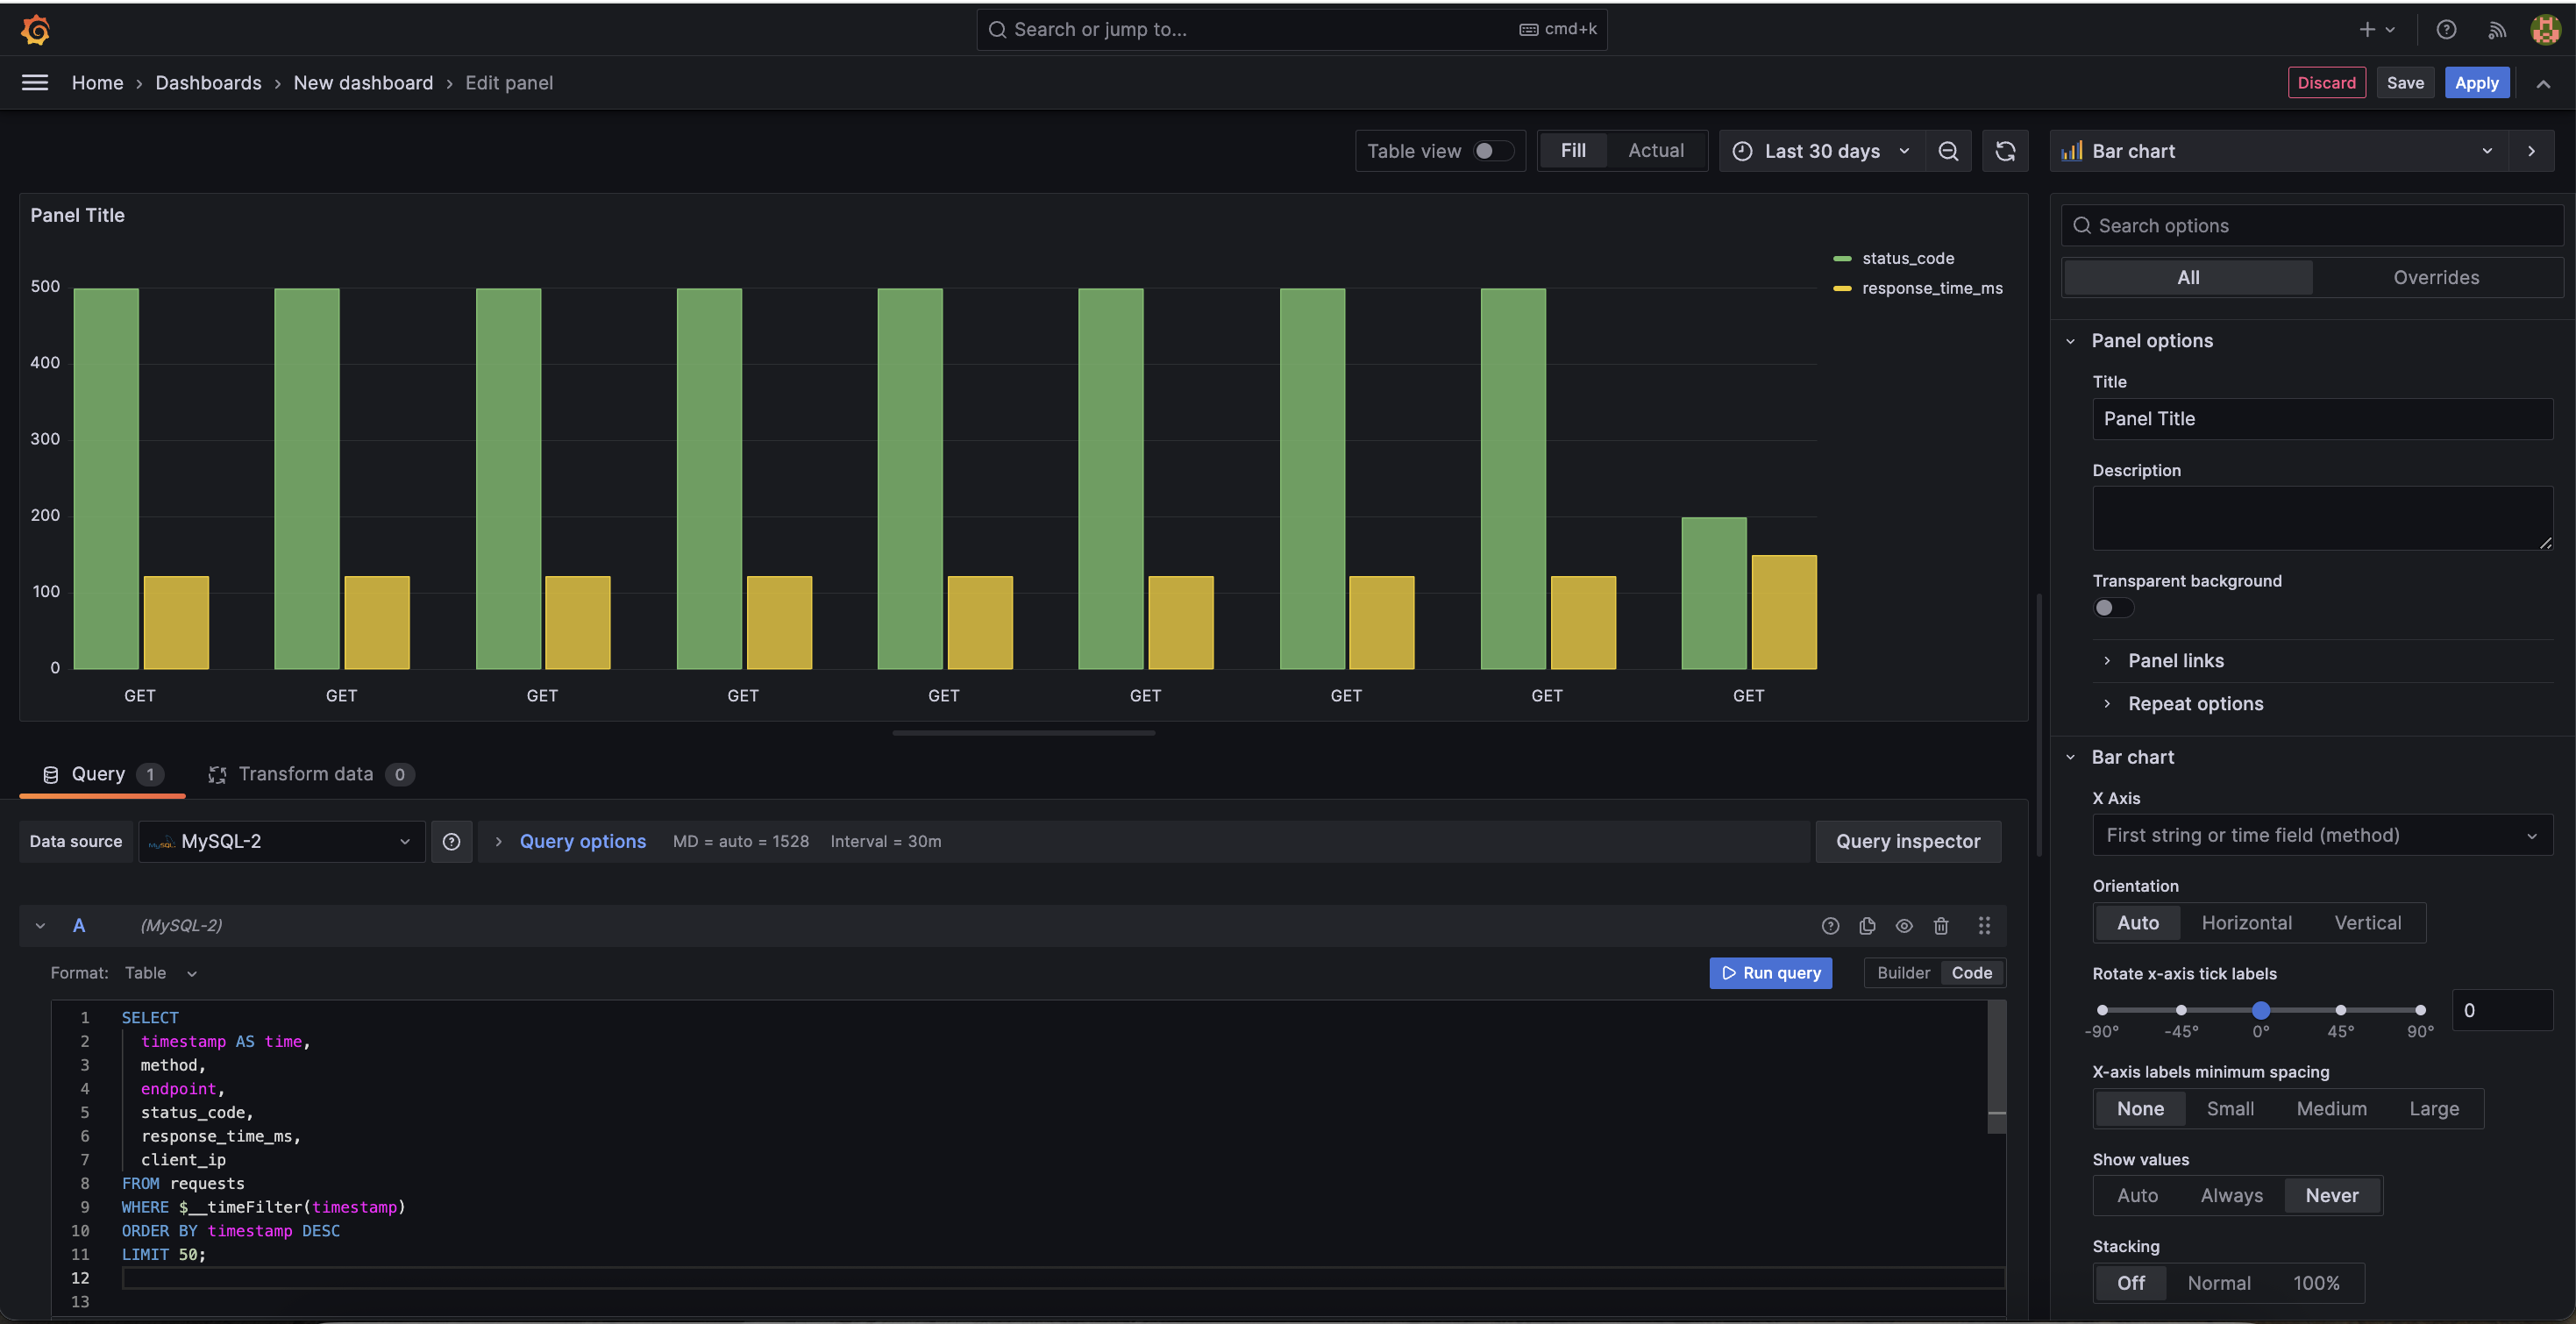 Search or jump to...
cmd+k
Home › Dashboards › New dashboard › Edit panel
Discard
Save
Apply
Table view
Fill
Actual
Last 30 days
Bar chart
Panel Title
status_code
response_time_ms
500
400
300
200
100
0
GET GET GET GET GET GET GET GET GET
Query 1
Transform data 0
Data source
MySQL-2
Query options
MD = auto = 1528
Interval = 30m
Query inspector
A
(MySQL-2)
Format: Table
Run query
Builder
Code
1 SELECT
2 timestamp AS time,
3 method,
4 endpoint,
5 status_code,
6 response_time_ms,
7 client_ip
8 FROM requests
9 WHERE $__timeFilter(timestamp)
10 ORDER BY timestamp DESC
11 LIMIT 50;
12
13
Search options
All
Overrides
Panel options
Title
Panel Title
Description
Transparent background
Panel links
Repeat options
Bar chart
X Axis
First string or time field (method)
Orientation
Auto Horizontal Vertical
Rotate x-axis tick labels
-90° -45° 0° 45° 90°
0
X-axis labels minimum spacing
None Small Medium Large
Show values
Auto Always Never
Stacking
Off Normal 100%